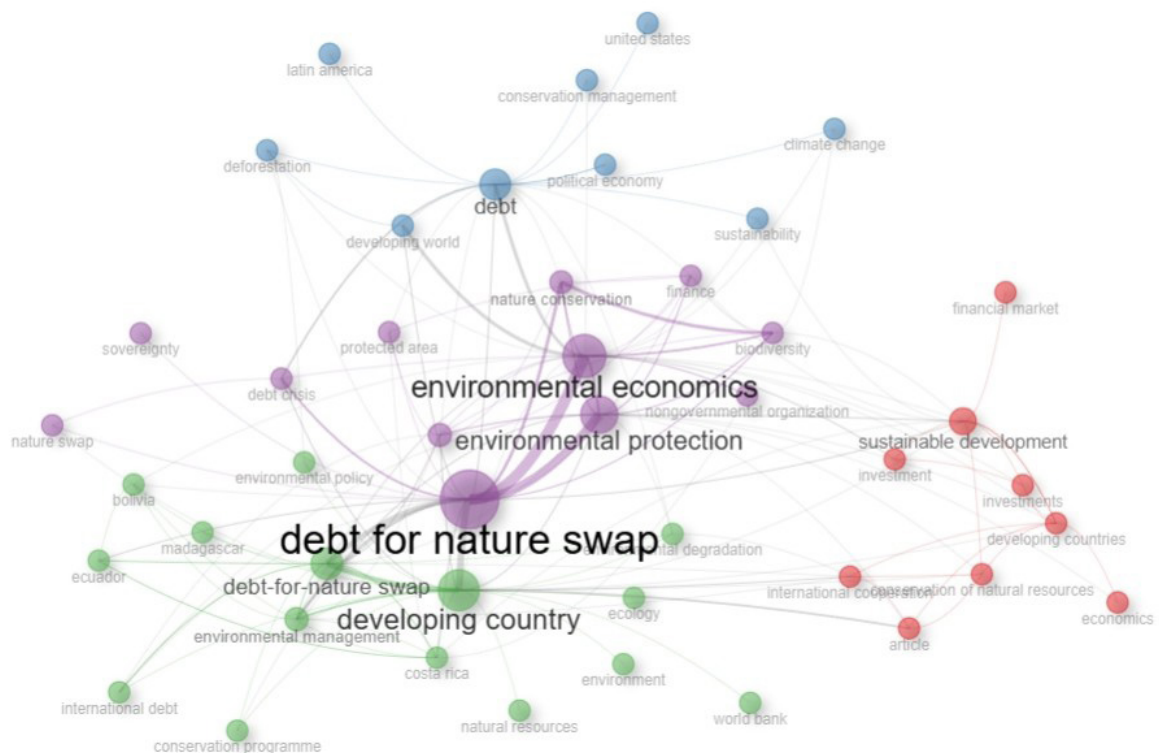 united states
latin america
conservation management
climate change
deforestation
political economy
debt
developing world
sustainability
nature conservation
finance
financial market
sovereignty
protected area
biodiversity
debt crisis
environmental economics
nongovernmental organization
nature swap
environmental protection
sustainable development
environmental policy
investment
bolivia
investments
debt for nature swap
madagascar
degradation
developing countries
ecuador
debt-for-nature swap
international cooperation
conservation of natural resources
developing country
ecology
economics
environmental management
article
costa rica
environment
international debt
natural resources
world bank
conservation programme